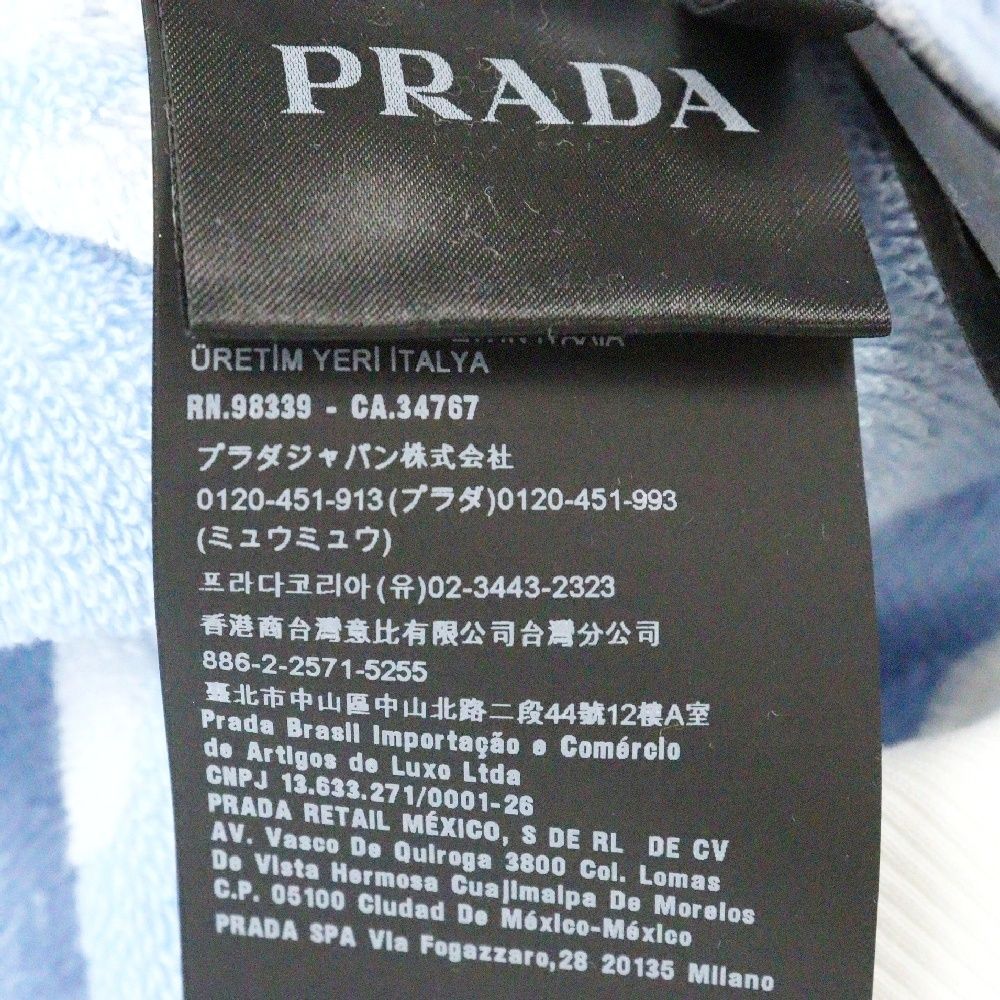 PRADA
ÜRETİM YERİ İTALYA
RN.98339 - CA.34767
プラダジャパン株式会社
0120-451-913(プラダ)0120-451-993
(ミュウミュウ)
프라다코리아(유)02-3443-2323
香港商台灣意比有限公司台灣分公司
886-2-2571-5255
臺北市中山區中山北路二段44號12樓A室
Prada Brasil Importação e Comércio
de Artigos de Luxo Ltda
CNPJ 13.633.271/0001-26
PRADA RETAIL MÉXICO, S DE RL DE CV
AV. Vasco De Quiroga 3800 Col. Lomas
De Vista Hermosa Cuajimalpa De Morelos
C.P. 05100 Ciudad De México-México
PRADA SPA Via Fogazzaro,28 20135 Milano